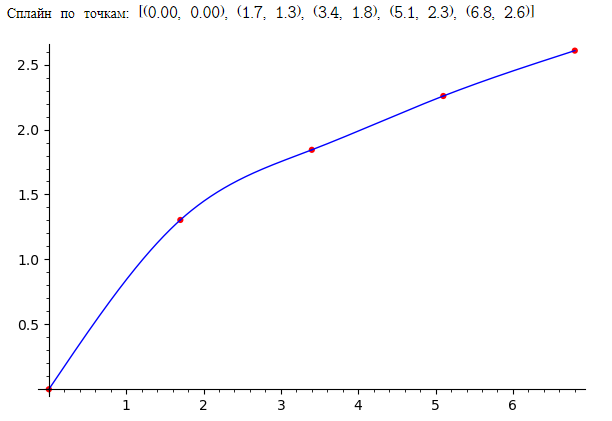 Сплайн по точкам: [(0.00, 0.00), (1.7, 1.3), (3.4, 1.8), (5.1, 2.3), (6.8, 2.6)]
2.5
2.0
1.5
1.0
0.5
1 2 3 4 5 6